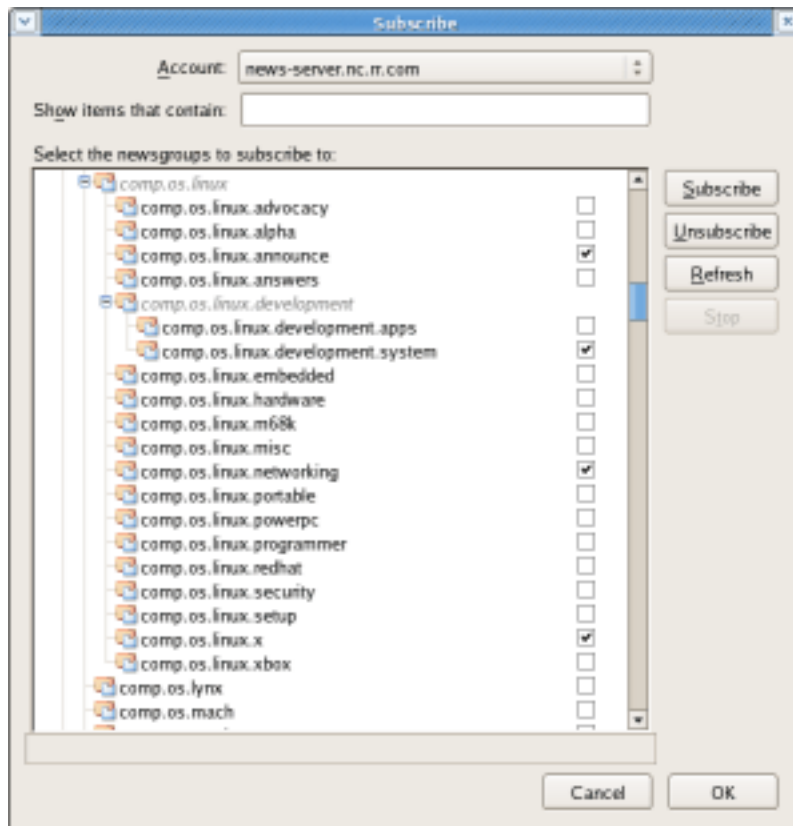 Subscribe
Account: news-server.nc.rr.com
Show items that contain:
Select the newsgroups to subscribe to:
comp.os.linux
comp.os.linux.advocacy
comp.os.linux.alpha
comp.os.linux.announce
comp.os.linux.answers
comp.os.linux.development
comp.os.linux.development.apps
comp.os.linux.development.system
comp.os.linux.embedded
comp.os.linux.hardware
comp.os.linux.m68k
comp.os.linux.misc
comp.os.linux.networking
comp.os.linux.portable
comp.os.linux.powerpc
comp.os.linux.programmer
comp.os.linux.redhat
comp.os.linux.security
comp.os.linux.setup
comp.os.linux.x
comp.os.linux.xbox
comp.os.lynx
comp.os.mach
Subscribe
Unsubscribe
Refresh
Stop
Cancel
OK